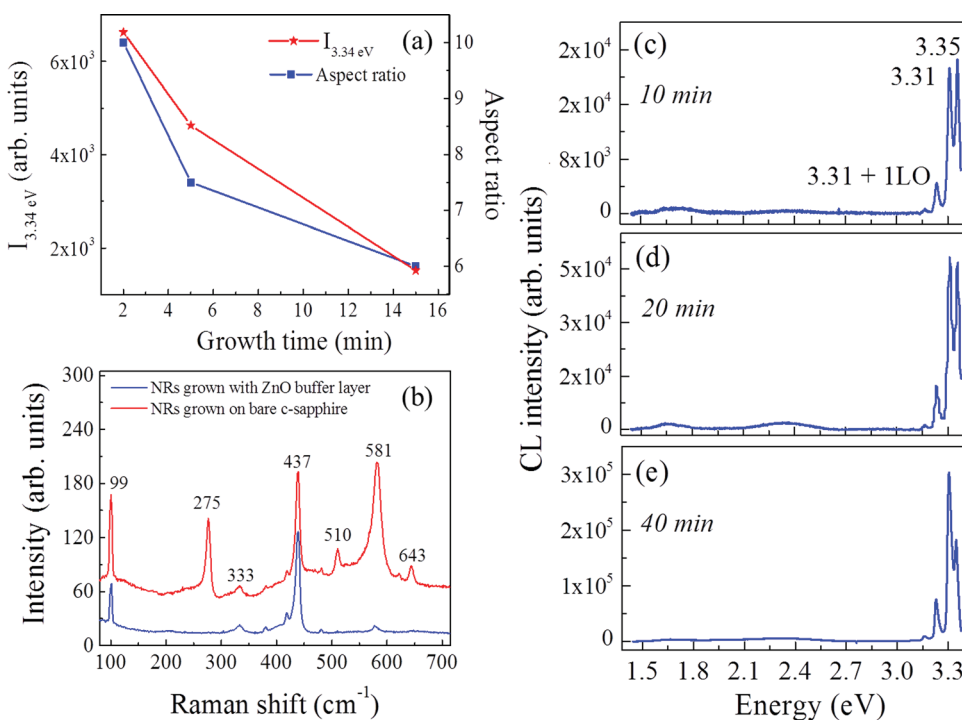 (a)
I3.34 eV
Aspect ratio
I3.34 eV (arb. units)
6x10³
4x10³
2x10³
10
9
8
7
6
Aspect ratio
2 4 6 8 10 12 14 16
Growth time (min)
(b)
NRs grown with ZnO buffer layer
NRs grown on bare c-sapphire
Intensity (arb. units)
300
240
180
120
60
0
99
275
333
437
510
581
643
100 200 300 400 500 600 700
Raman shift (cm⁻¹)
(c)
10 min
3.35
3.31
3.31 + 1LO
2x10⁴
2x10⁴
8x10³
0
(d)
20 min
5x10⁴
3x10⁴
2x10⁴
0
(e)
40 min
3x10⁵
2x10⁵
1x10⁵
0
CL intensity (arb. units)
1.5 1.8 2.1 2.4 2.7 3.0 3.3
Energy (eV)